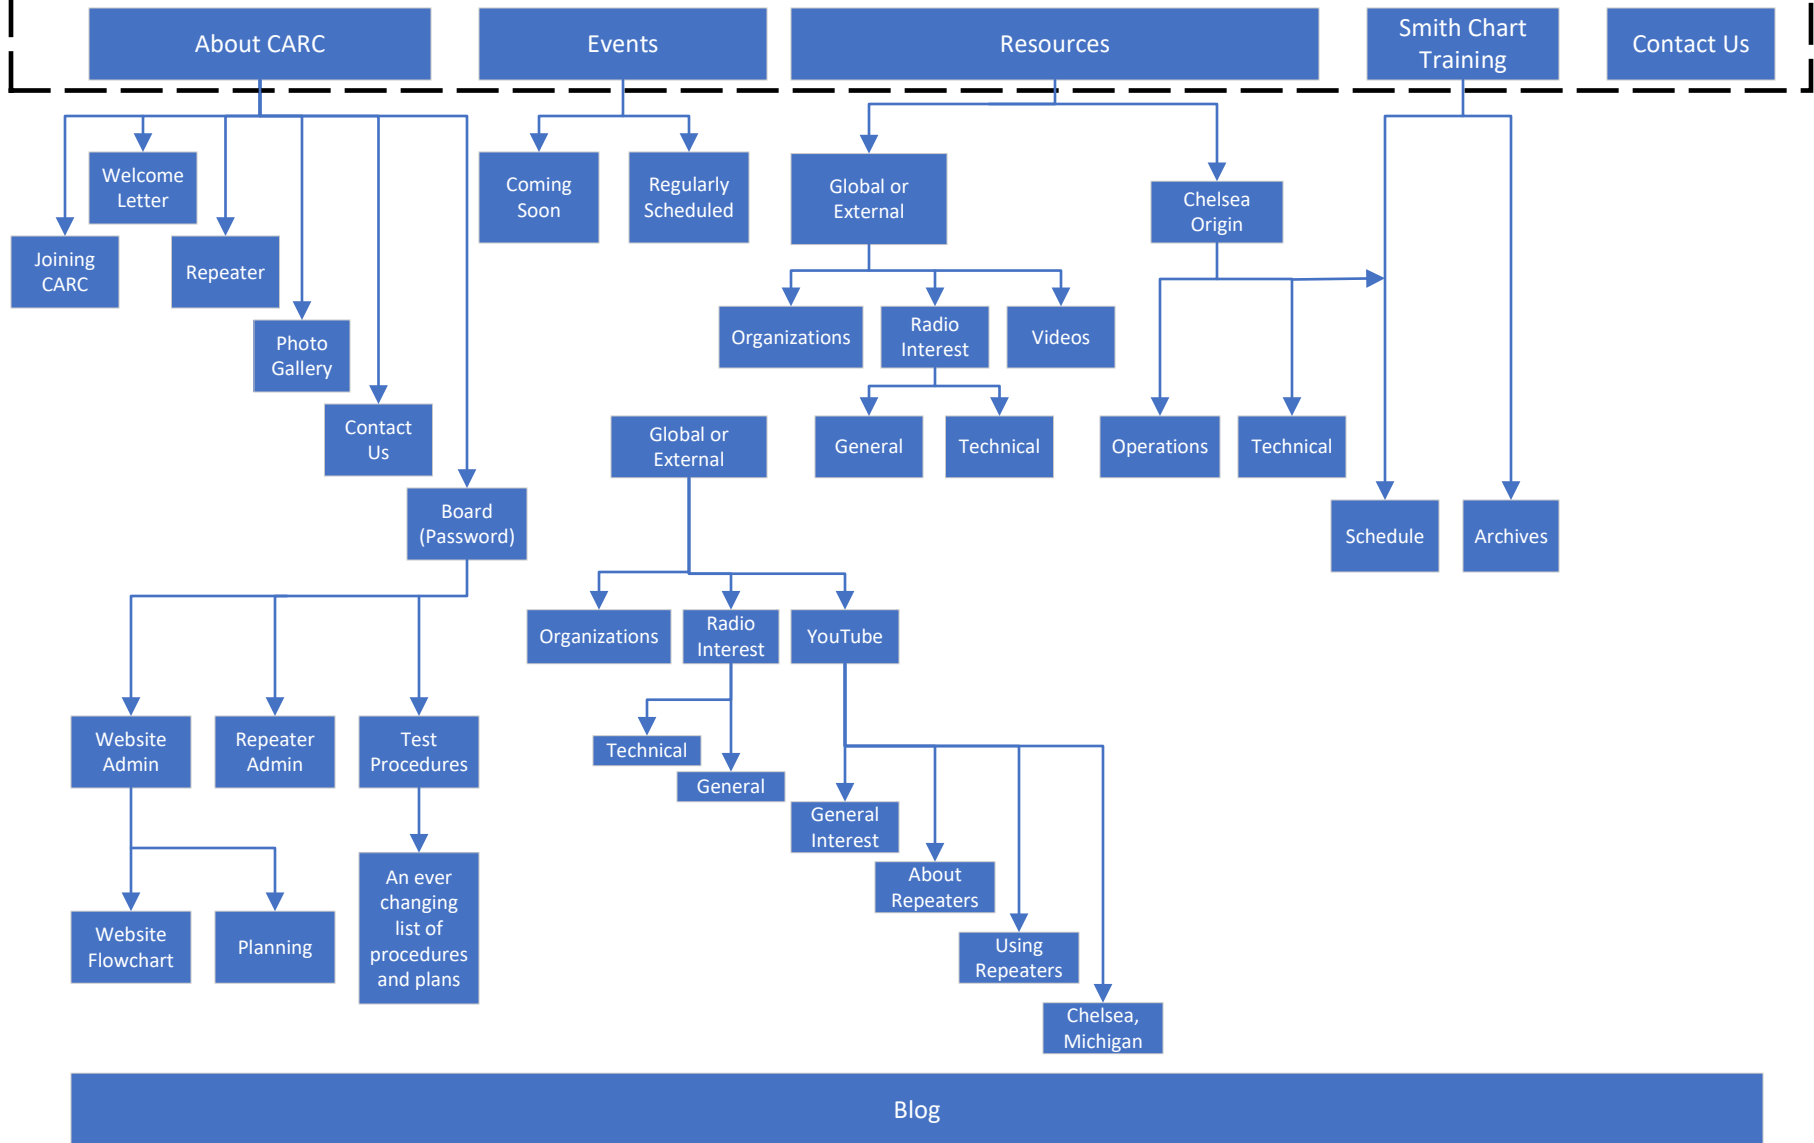 About CARC
Events
Resources
Smith Chart
Training
Contact Us
Welcome
Letter
Joining
CARC
Repeater
Photo
Gallery
Contact
Us
Board
(Password)
Coming
Soon
Regularly
Scheduled
Global or
External
Chelsea
Origin
Organizations
Radio
Interest
Videos
General
Technical
Operations
Technical
Schedule
Archives
Global or
External
Organizations
Radio
Interest
YouTube
Technical
General
General
Interest
About
Repeaters
Using
Repeaters
Chelsea,
Michigan
Website
Admin
Repeater
Admin
Test
Procedures
Website
Flowchart
Planning
An ever
changing
list of
procedures
and plans
Blog